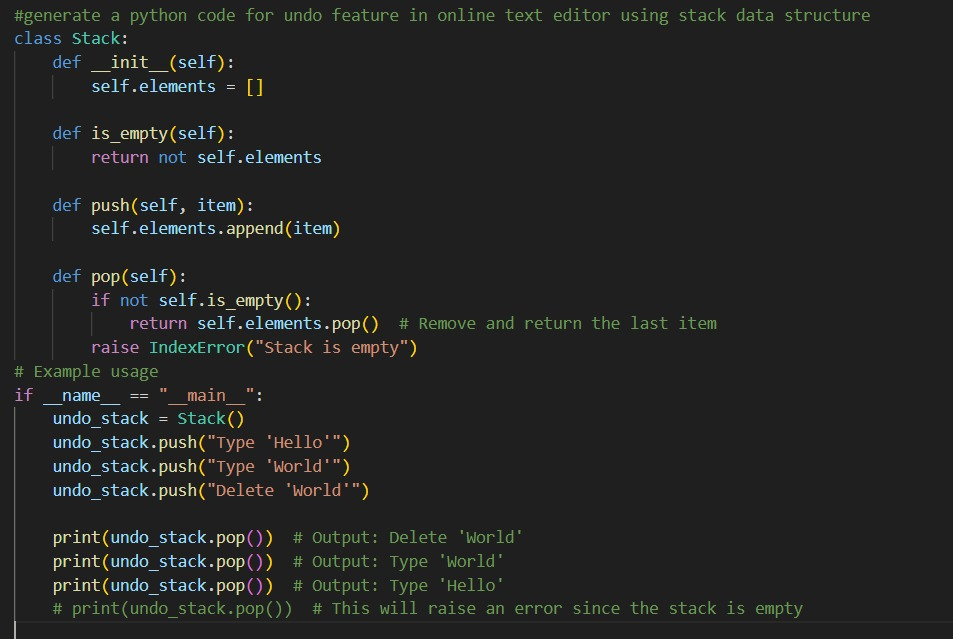 #generate a python code for undo feature in online text editor using stack data structure
class Stack:
    def __init__(self):
        self.elements = []

    def is_empty(self):
        return not self.elements

    def push(self, item):
        self.elements.append(item)

    def pop(self):
        if not self.is_empty():
            return self.elements.pop()  # Remove and return the last item
        raise IndexError("Stack is empty")
# Example usage
if __name__ == "__main__":
    undo_stack = Stack()
    undo_stack.push("Type 'Hello'")
    undo_stack.push("Type 'World'")
    undo_stack.push("Delete 'World'")

    print(undo_stack.pop())  # Output: Delete 'World'
    print(undo_stack.pop())  # Output: Type 'World'
    print(undo_stack.pop())  # Output: Type 'Hello'
    # print(undo_stack.pop())  # This will raise an error since the stack is empty